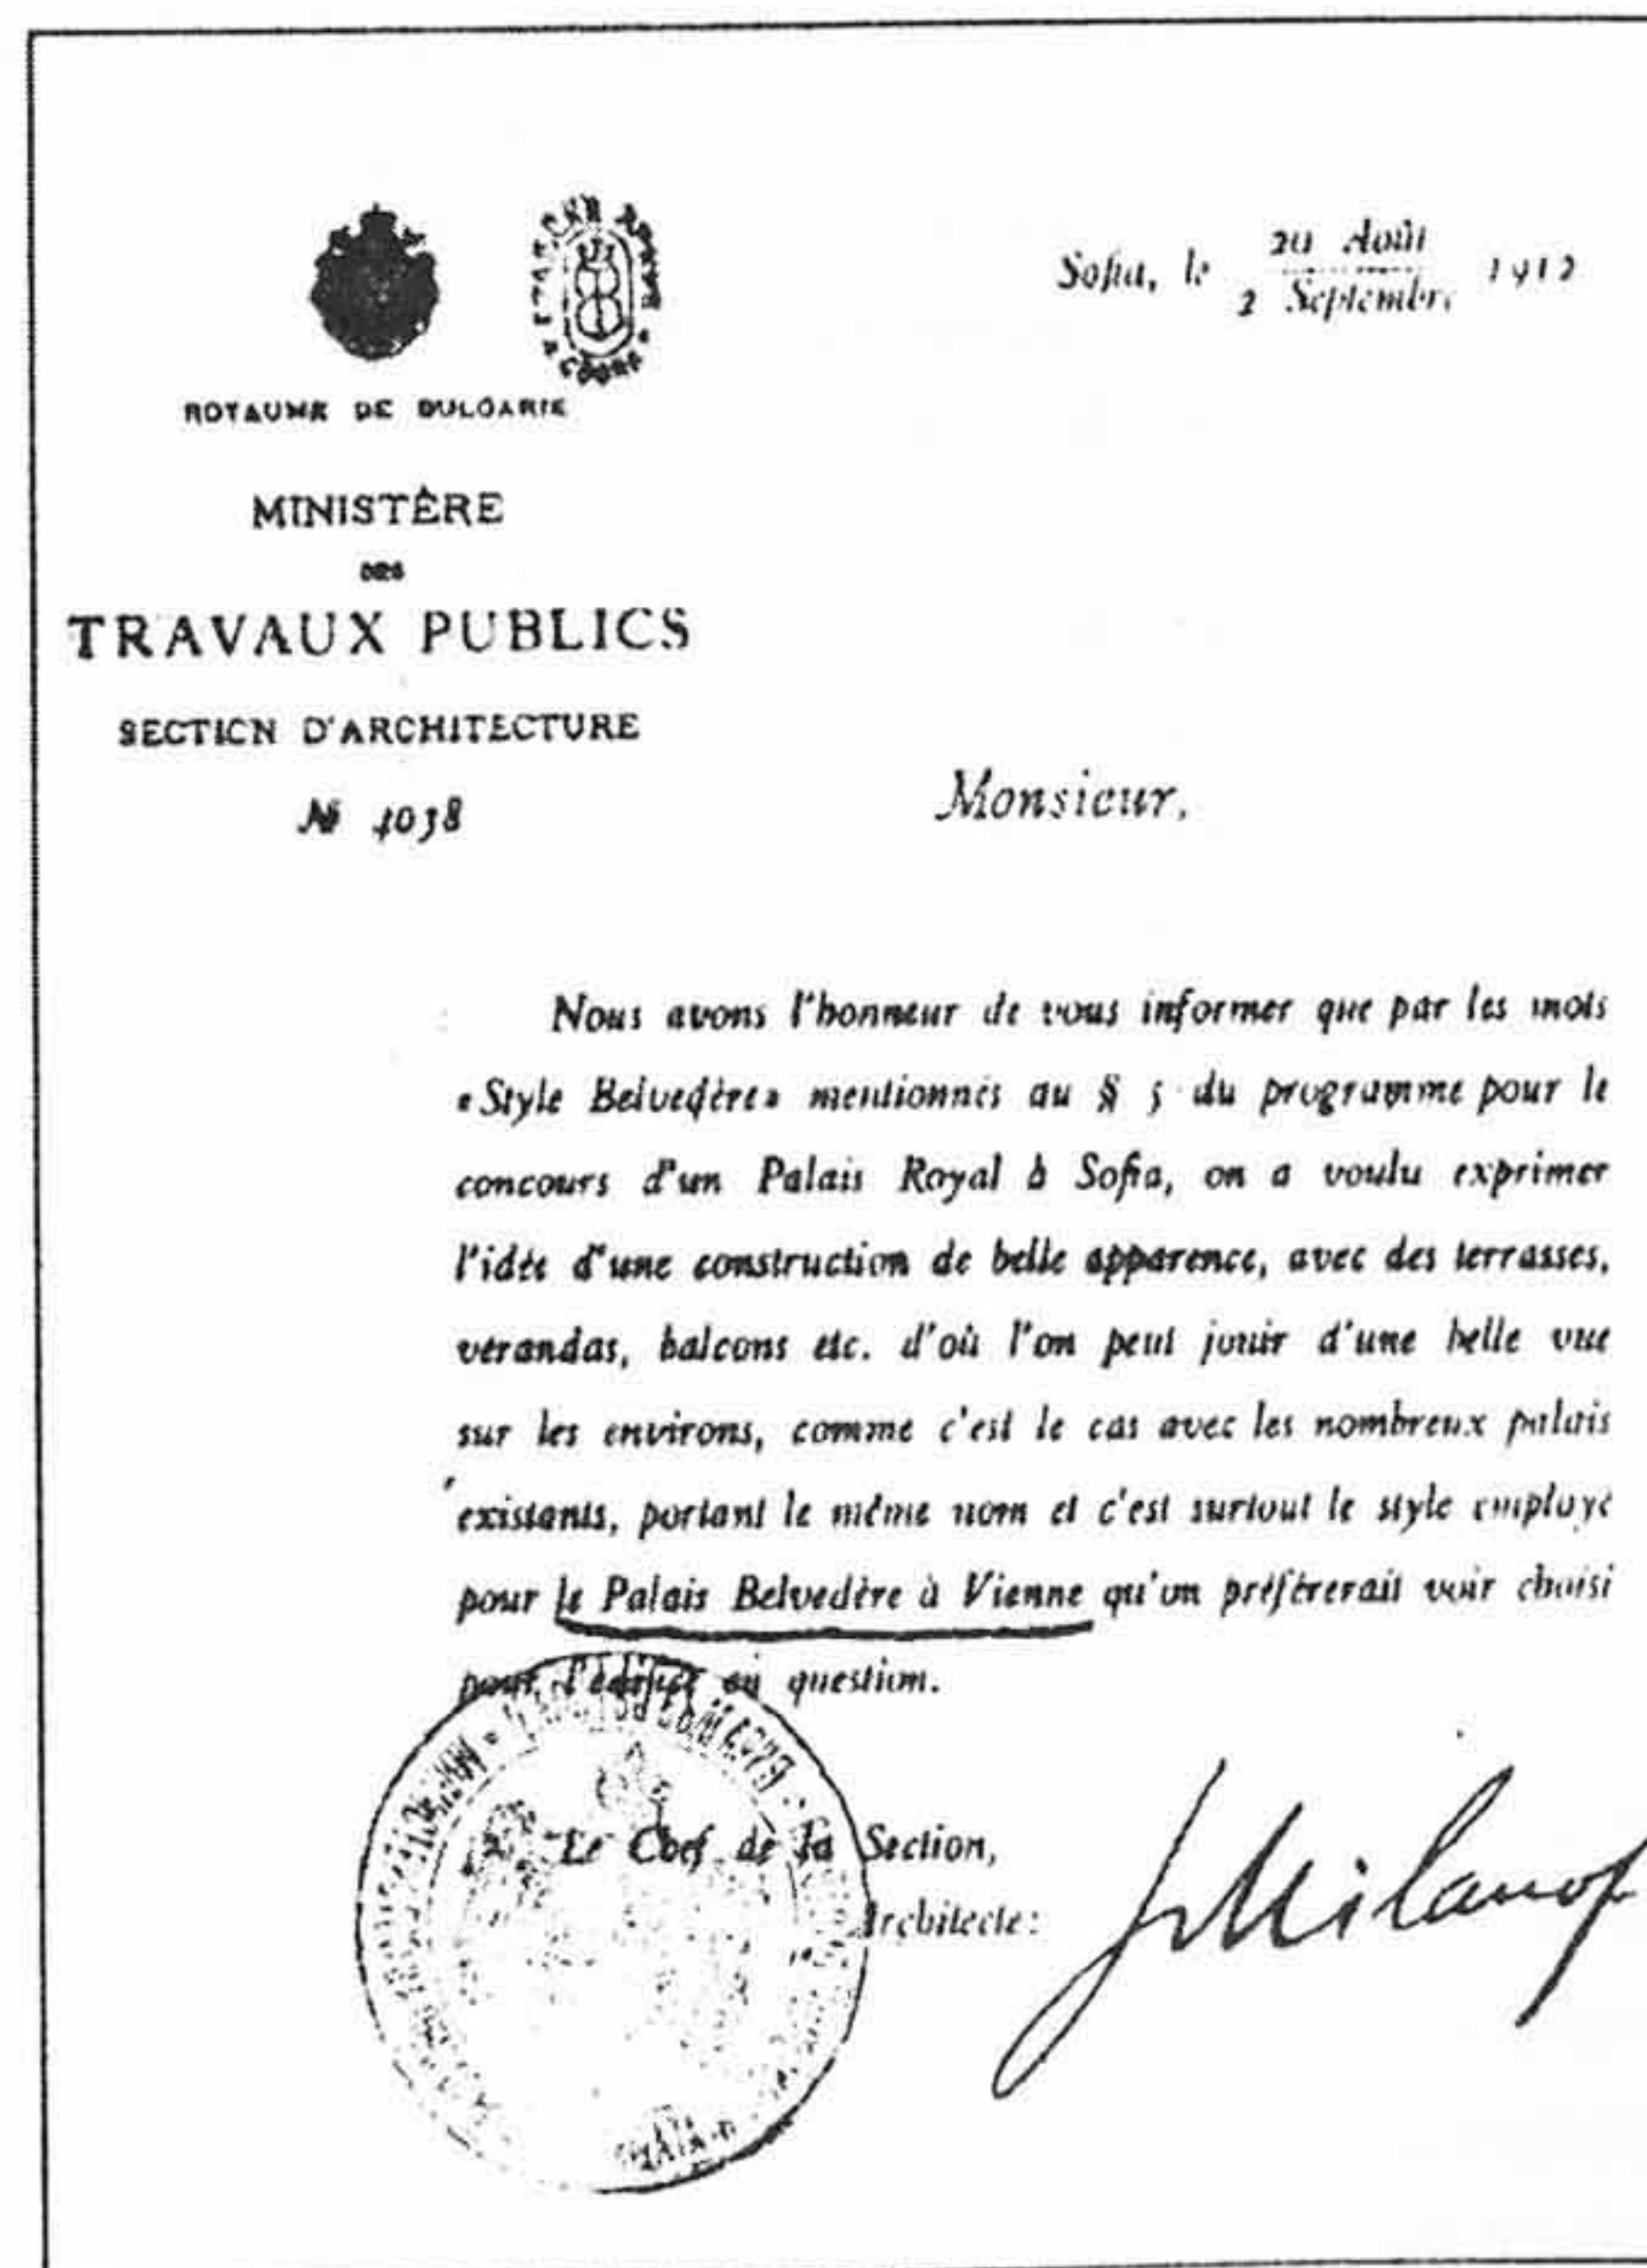 Sofia, le 20 Août 1912
2 Septembre
ROYAUME DE BULGARIE
MINISTÈRE
DES
TRAVAUX PUBLICS
SECTION D'ARCHITECTURE
№ 4038
Monsieur,
Nous avons l'honneur de vous informer que par les mots
«Style Belvedère» mentionnés au § 5 du programme pour le
concours d'un Palais Royal à Sofia, on a voulu exprimer
l'idée d'une construction de belle apparence, avec des terrasses,
vérandas, balcons etc. d'où l'on peut jouir d'une belle vue
sur les environs, comme c'est le cas avec les nombreux palais
existants, portant le même nom et c'est surtout le style employé
pour le Palais Belvedère à Vienne qu'on préférerait voir choisi
pour l'édifice en question.
Le Chef de la Section,
Architecte:
Milanof